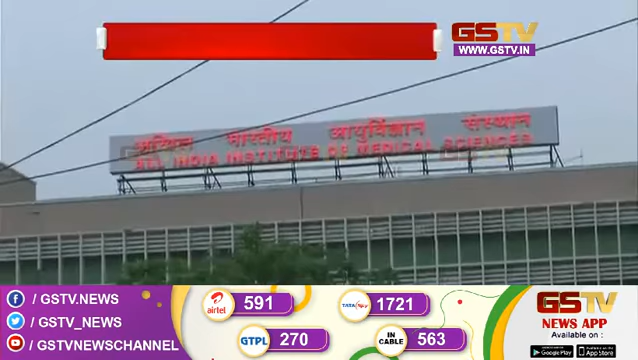 GSTV
WWW.GSTV.IN
अखिल भारतीय आयुर्विज्ञान संस्थान
ALL INDIA INSTITUTE OF MEDICAL SCIENCES
/ GSTV.NEWS
/ GSTV_NEWS
/ GSTVNEWSCHANNEL
airtel 591
TATA 1721
GTPL 270
IN CABLE 563
GSTV
NEWS APP
Available on :
Google Play
App Store